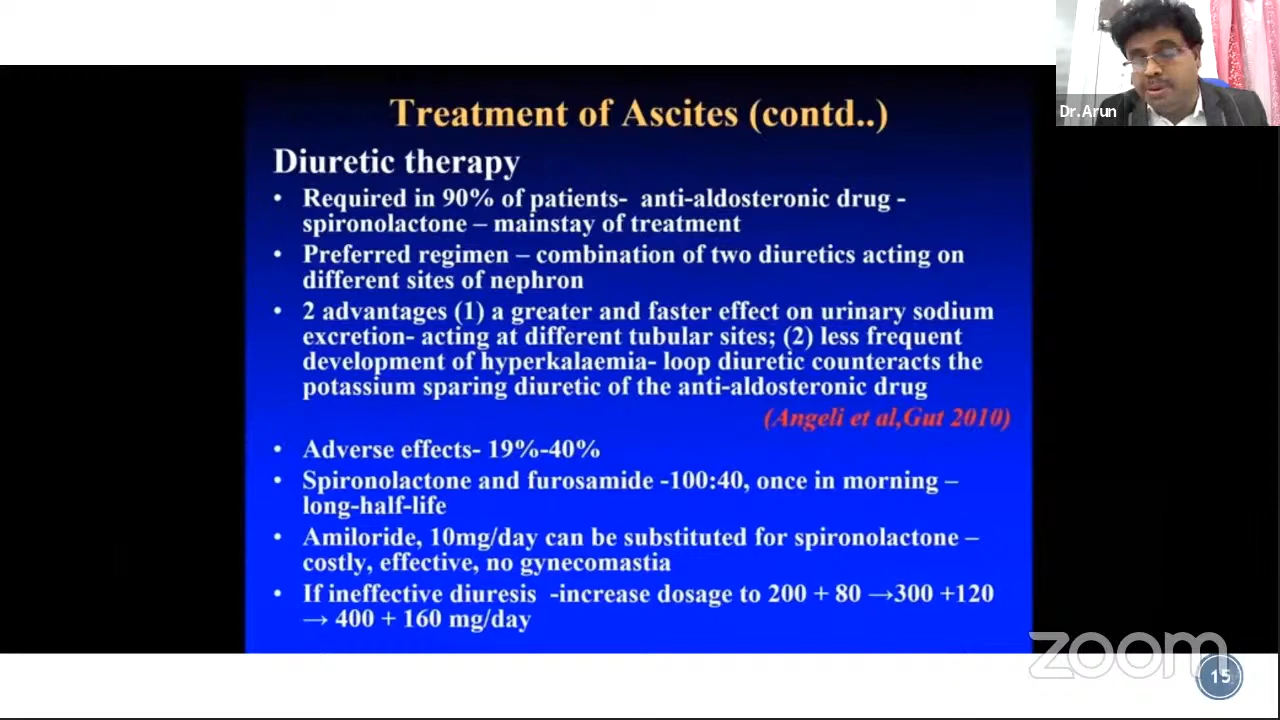 Treatment of Ascites (contd..)
Diuretic therapy
• Required in 90% of patients- anti-aldosteronic drug -
spironolactone – mainstay of treatment
• Preferred regimen – combination of two diuretics acting on
different sites of nephron
• 2 advantages (1) a greater and faster effect on urinary sodium
excretion- acting at different tubular sites; (2) less frequent
development of hyperkalaemia- loop diuretic counteracts the
potassium sparing diuretic of the anti-aldosteronic drug
(Angeli et al,Gut 2010)
• Adverse effects- 19%-40%
• Spironolactone and furosamide -100:40, once in morning –
long-half-life
• Amiloride, 10mg/day can be substituted for spironolactone –
costly, effective, no gynecomastia
• If ineffective diuresis -increase dosage to 200 + 80 →300 +120
→ 400 + 160 mg/day
Dr.Arun
zoom
15